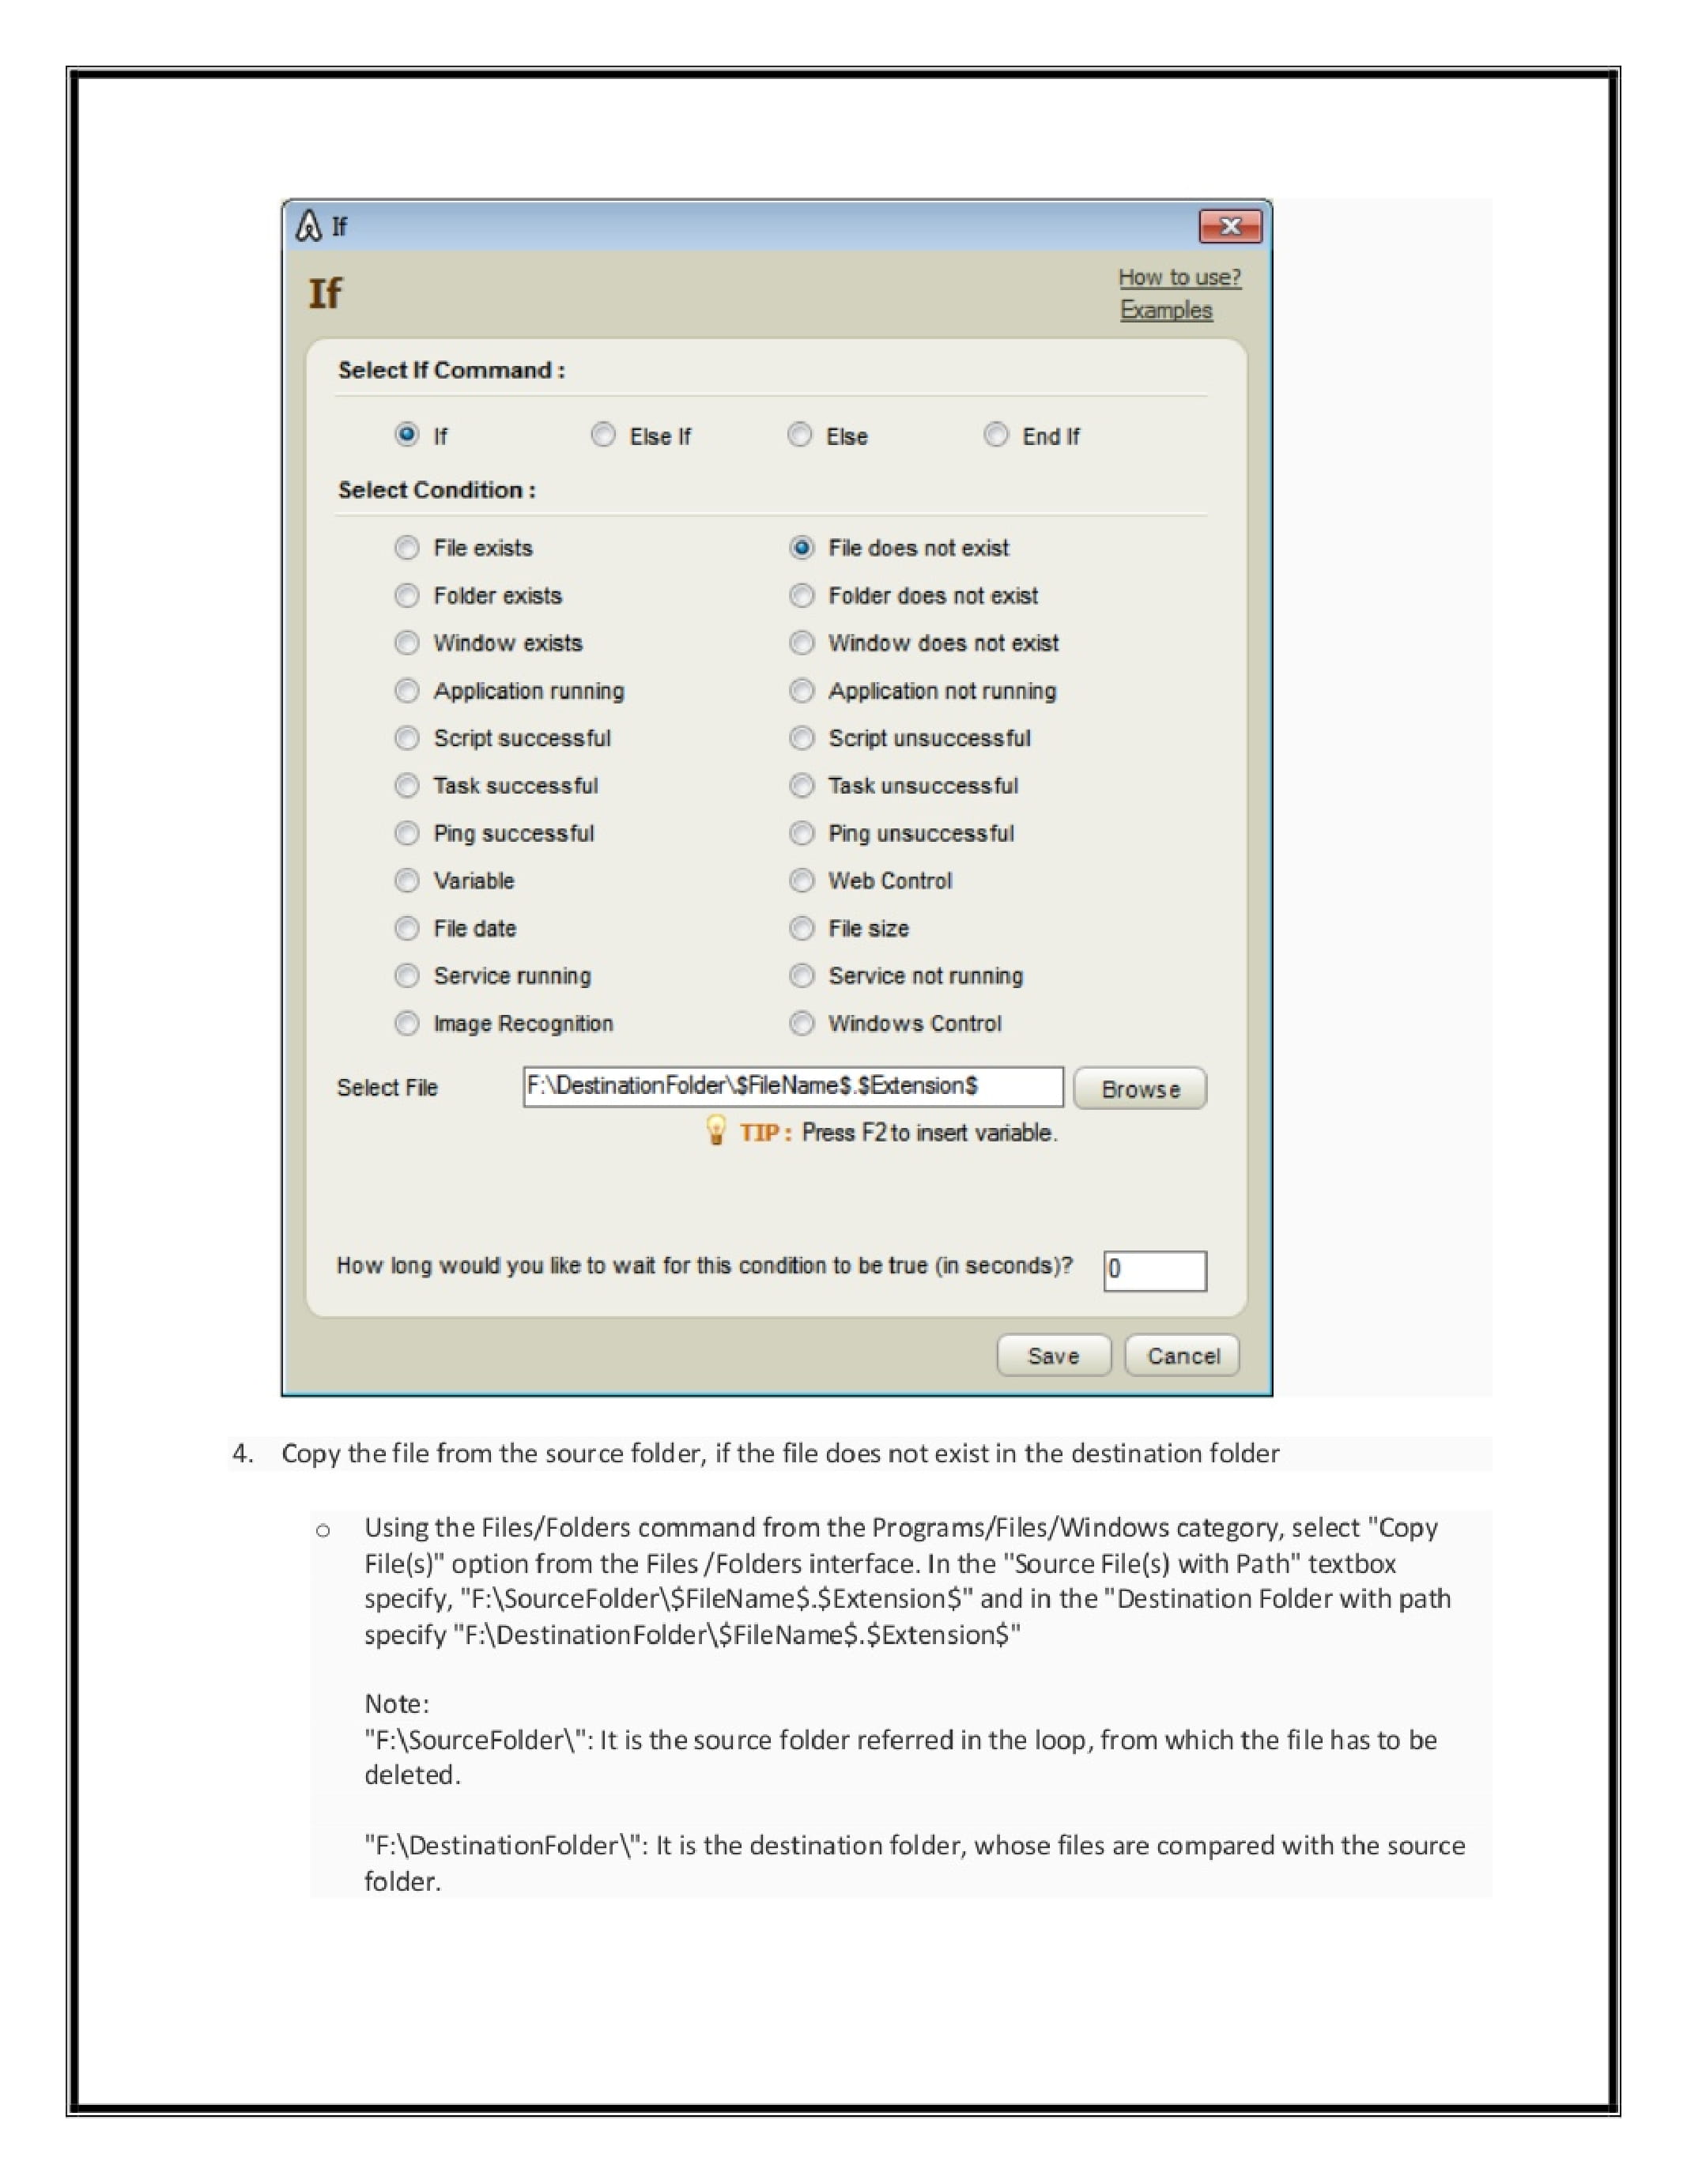 If
If
How to use?
Examples
Select If Command :
If Else If Else End If
Select Condition :
File exists File does not exist
Folder exists Folder does not exist
Window exists Window does not exist
Application running Application not running
Script successful Script unsuccessful
Task successful Task unsuccessful
Ping successful Ping unsuccessful
Variable Web Control
File date File size
Service running Service not running
Image Recognition Windows Control
Select File F:\DestinationFolder\$FileName$.$Extension$ Browse
TIP : Press F2 to insert variable.
How long would you like to wait for this condition to be true (in seconds)? 0
Save Cancel
4. Copy the file from the source folder, if the file does not exist in the destination folder
o Using the Files/Folders command from the Programs/Files/Windows category, select "Copy
File(s)" option from the Files /Folders interface. In the "Source File(s) with Path" textbox
specify, "F:\SourceFolder\$FileName$.$Extension$" and in the "Destination Folder with path
specify "F:\DestinationFolder\$FileName$.$Extension$"
Note:
"F:\SourceFolder\": It is the source folder referred in the loop, from which the file has to be
deleted.
"F:\DestinationFolder\": It is the destination folder, whose files are compared with the source
folder.